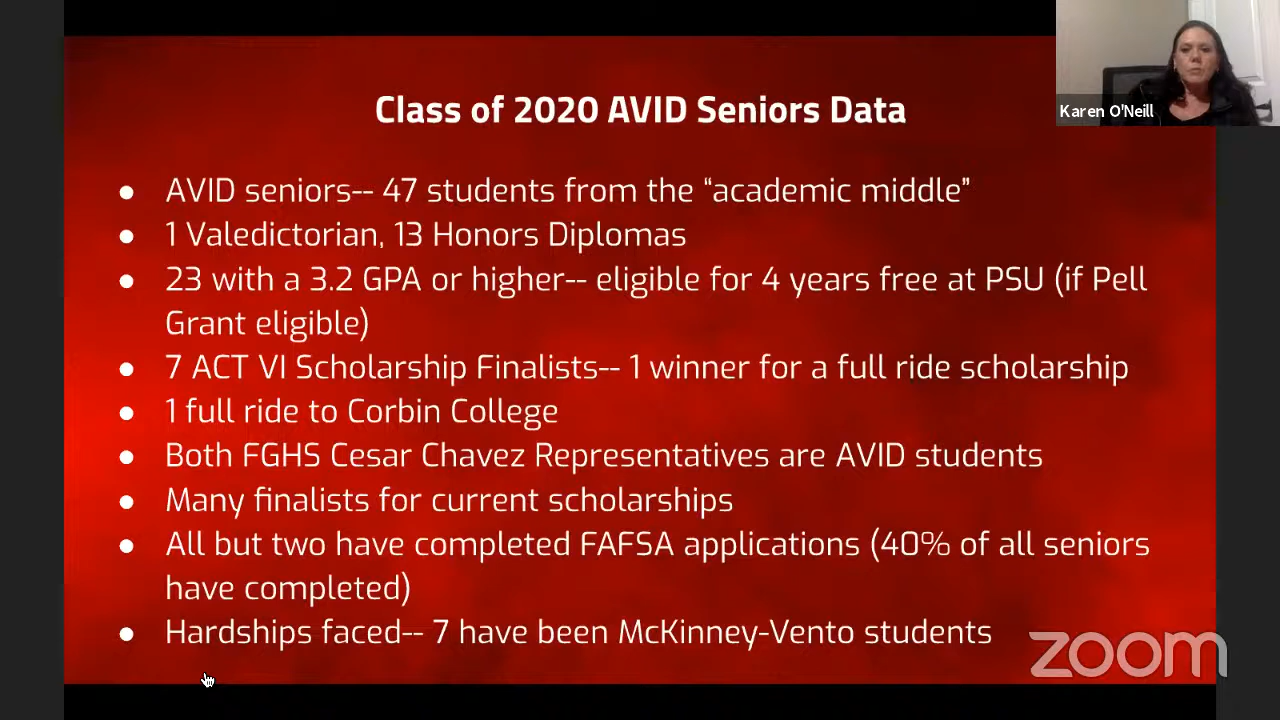 Class of 2020 AVID Seniors Data
Karen O'Neill
● AVID seniors-- 47 students from the “academic middle”
● 1 Valedictorian, 13 Honors Diplomas
● 23 with a 3.2 GPA or higher-- eligible for 4 years free at PSU (if Pell
Grant eligible)
● 7 ACT VI Scholarship Finalists-- 1 winner for a full ride scholarship
● 1 full ride to Corbin College
● Both FGHS Cesar Chavez Representatives are AVID students
● Many finalists for current scholarships
● All but two have completed FAFSA applications (40% of all seniors
have completed)
● Hardships faced-- 7 have been McKinney-Vento students
zoom